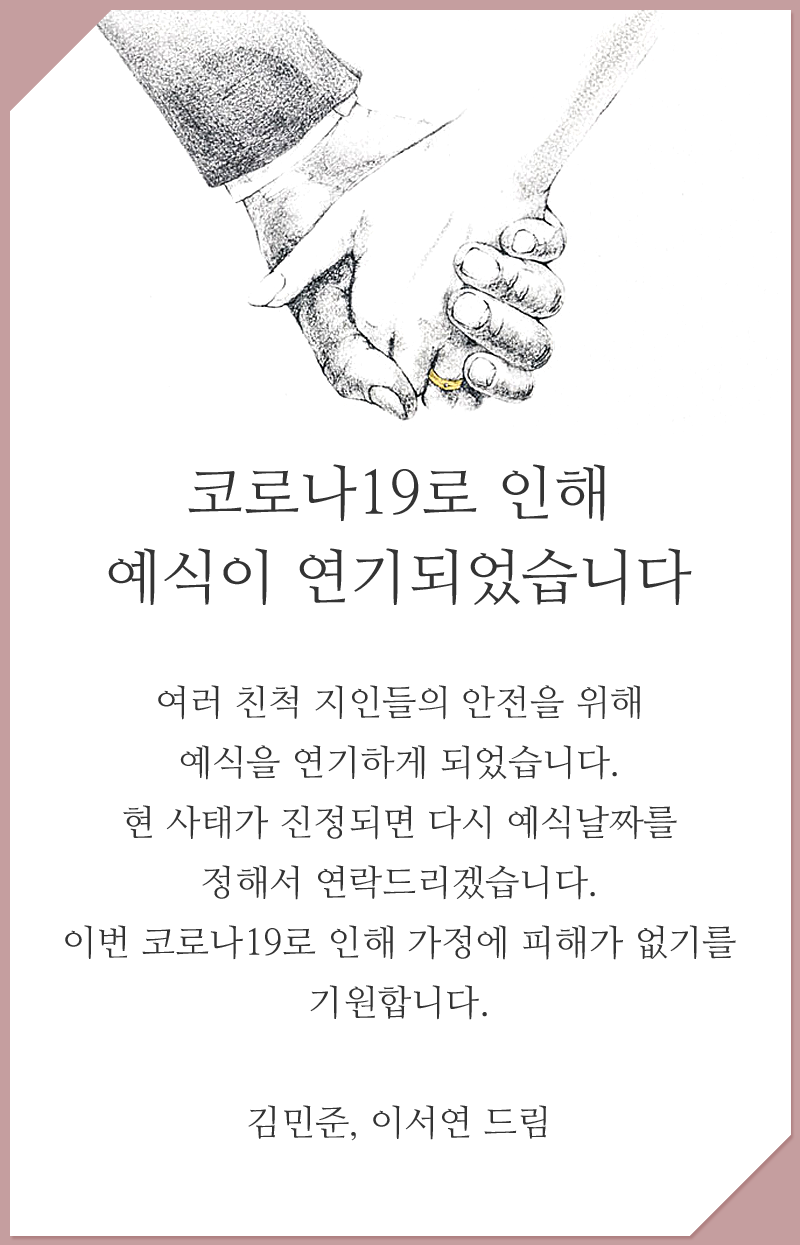 코로나19로 인해
예식이 연기되었습니다
여러 친척 지인들의 안전을 위해
예식을 연기하게 되었습니다.
현 사태가 진정되면 다시 예식날짜를
정해서 연락드리겠습니다.
이번 코로나19로 인해 가정에 피해가 없기를
기원합니다.
김민준, 이서연 드림